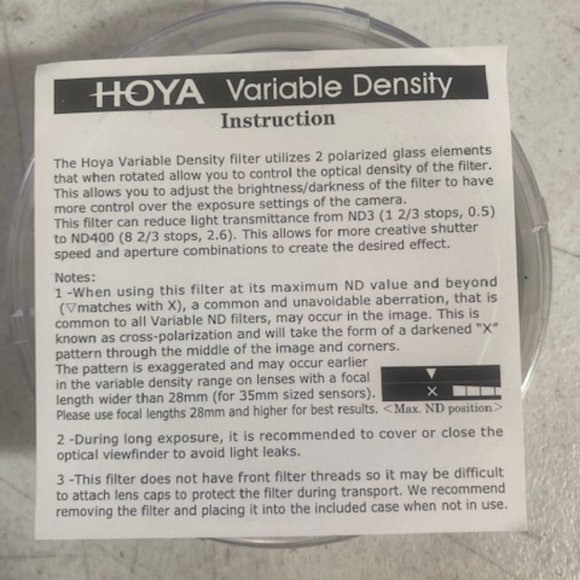 HOYA Variable Density
Instruction
The Hoya Variable Density filter utilizes 2 polarized glass elements
that when rotated allow you to control the optical density of the filter.
This allows you to adjust the brightness/darkness of the filter to have
more control over the exposure settings of the camera.
This filter can reduce light transmittance from ND3 (1 2/3 stops, 0.5)
to ND400 (8 2/3 stops, 2.6). This allows for more creative shutter
speed and aperture combinations to create the desired effect.
Notes:
1 -When using this filter at its maximum ND value and beyond
(▽matches with X), a common and unavoidable aberration, that is
common to all Variable ND filters, may occur in the image. This is
known as cross-polarization and will take the form of a darkened "X"
pattern through the middle of the image and corners.
The pattern is exaggerated and may occur earlier
in the variable density range on lenses with a focal
length wider than 28mm (for 35mm sized sensors).
Please use focal lengths 28mm and higher for best results.
▼
×
<Max. ND position>
2 -During long exposure, it is recommended to cover or close the
optical viewfinder to avoid light leaks.
3 -This filter does not have front filter threads so it may be difficult
to attach lens caps to protect the filter during transport. We recommend
removing the filter and placing it into the included case when not in use.